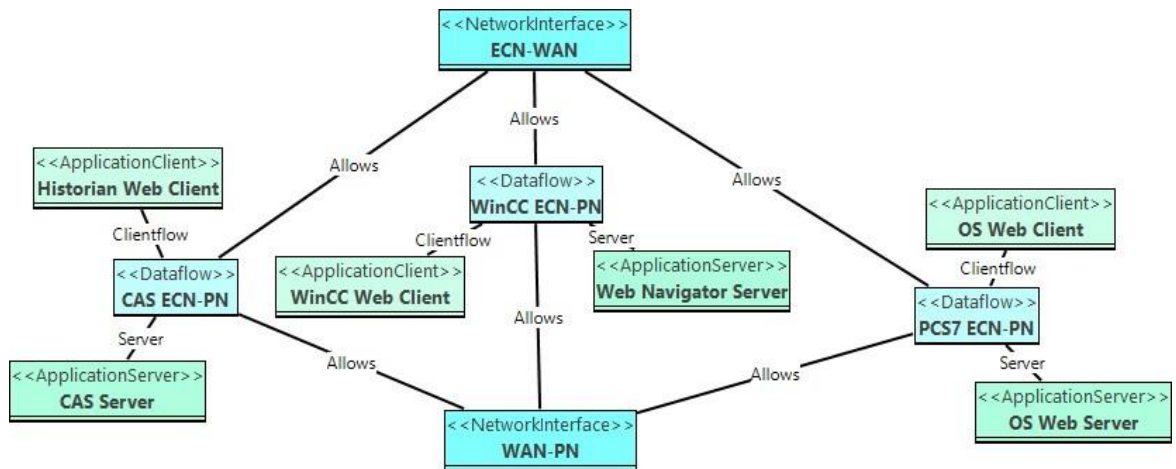 <<NetworkInterface>>
ECN-WAN
Allows
Allows
Allows
<<ApplicationClient>>
Historian Web Client
Clientflow
<<Dataflow>>
WinCC ECN-PN
Clientflow
Server
<<ApplicationClient>>
OS Web Client
Clientflow
<<Dataflow>>
CAS ECN-PN
<<ApplicationClient>>
WinCC Web Client
<<ApplicationServer>>
Web Navigator Server
<<Dataflow>>
PCS7 ECN-PN
Server
Allows
Allows
Allows
Server
<<ApplicationServer>>
CAS Server
<<NetworkInterface>>
WAN-PN
<<ApplicationServer>>
OS Web Server